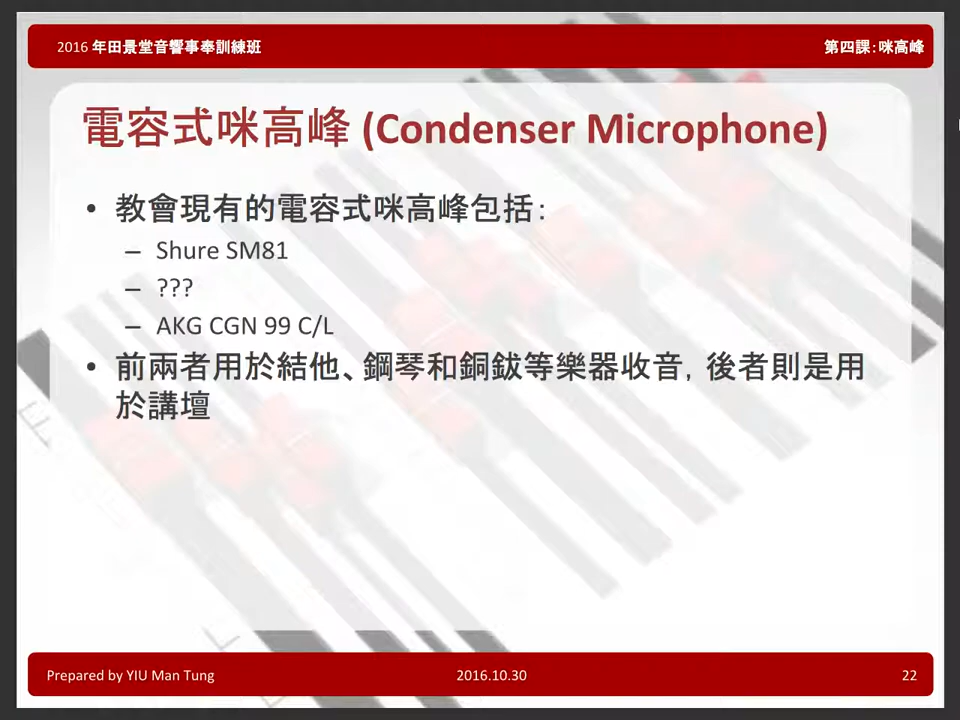 2016 年田景堂音響事奉訓練班
第四課：咪高峰
電容式咪高峰 (Condenser Microphone)
• 教會現有的電容式咪高峰包括：
– Shure SM81
– ???
– AKG CGN 99 C/L
• 前兩者用於結他、鋼琴和銅鈸等樂器收音，後者則是用
於講壇
Prepared by YIU Man Tung
2016.10.30
22